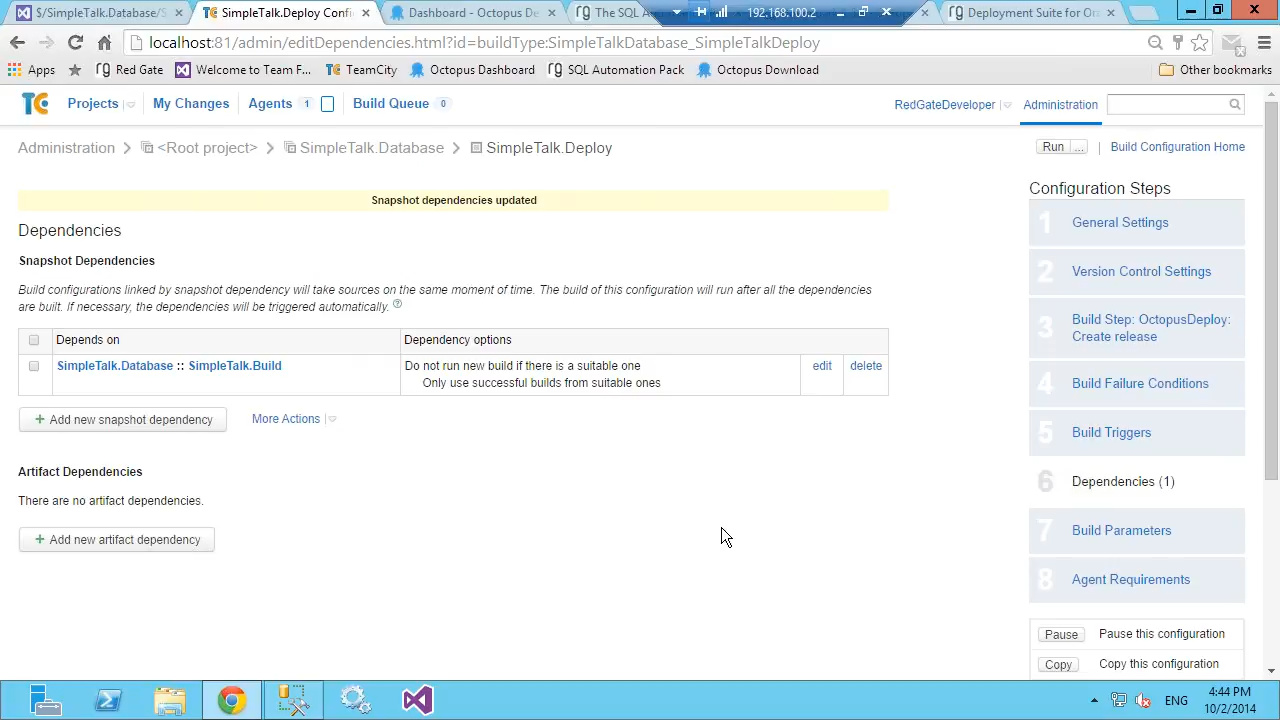 $/SimpleTalk.Database/S
SimpleTalk.Deploy Confi
Dashboard - Octopus De
The SQL A
192.168.100.2
Deployment Suite for Or
localhost:81/admin/editDependencies.html?id=buildType:SimpleTalkDatabase_SimpleTalkDeploy
Apps
Red Gate
Welcome to Team F...
TeamCity
Octopus Dashboard
SQL Automation Pack
Octopus Download
Other bookmarks
TC
Projects
My Changes
Agents 1
Build Queue 0
RedGateDeveloper
Administration
Administration
<Root project>
SimpleTalk.Database
SimpleTalk.Deploy
Run ...
Build Configuration Home
Snapshot dependencies updated
Dependencies
Snapshot Dependencies
Build configurations linked by snapshot dependency will take sources on the same moment of time. The build of this configuration will run after all the dependencies
are built. If necessary, the dependencies will be triggered automatically.
Depends on
Dependency options
SimpleTalk.Database :: SimpleTalk.Build
Do not run new build if there is a suitable one
Only use successful builds from suitable ones
edit
delete
+ Add new snapshot dependency
More Actions
Artifact Dependencies
There are no artifact dependencies.
+ Add new artifact dependency
Configuration Steps
1 General Settings
2 Version Control Settings
3 Build Step: OctopusDeploy:
Create release
4 Build Failure Conditions
5 Build Triggers
6 Dependencies (1)
7 Build Parameters
8 Agent Requirements
Pause
Pause this configuration
Copy
Copy this configuration
ENG
4:44 PM
10/2/2014